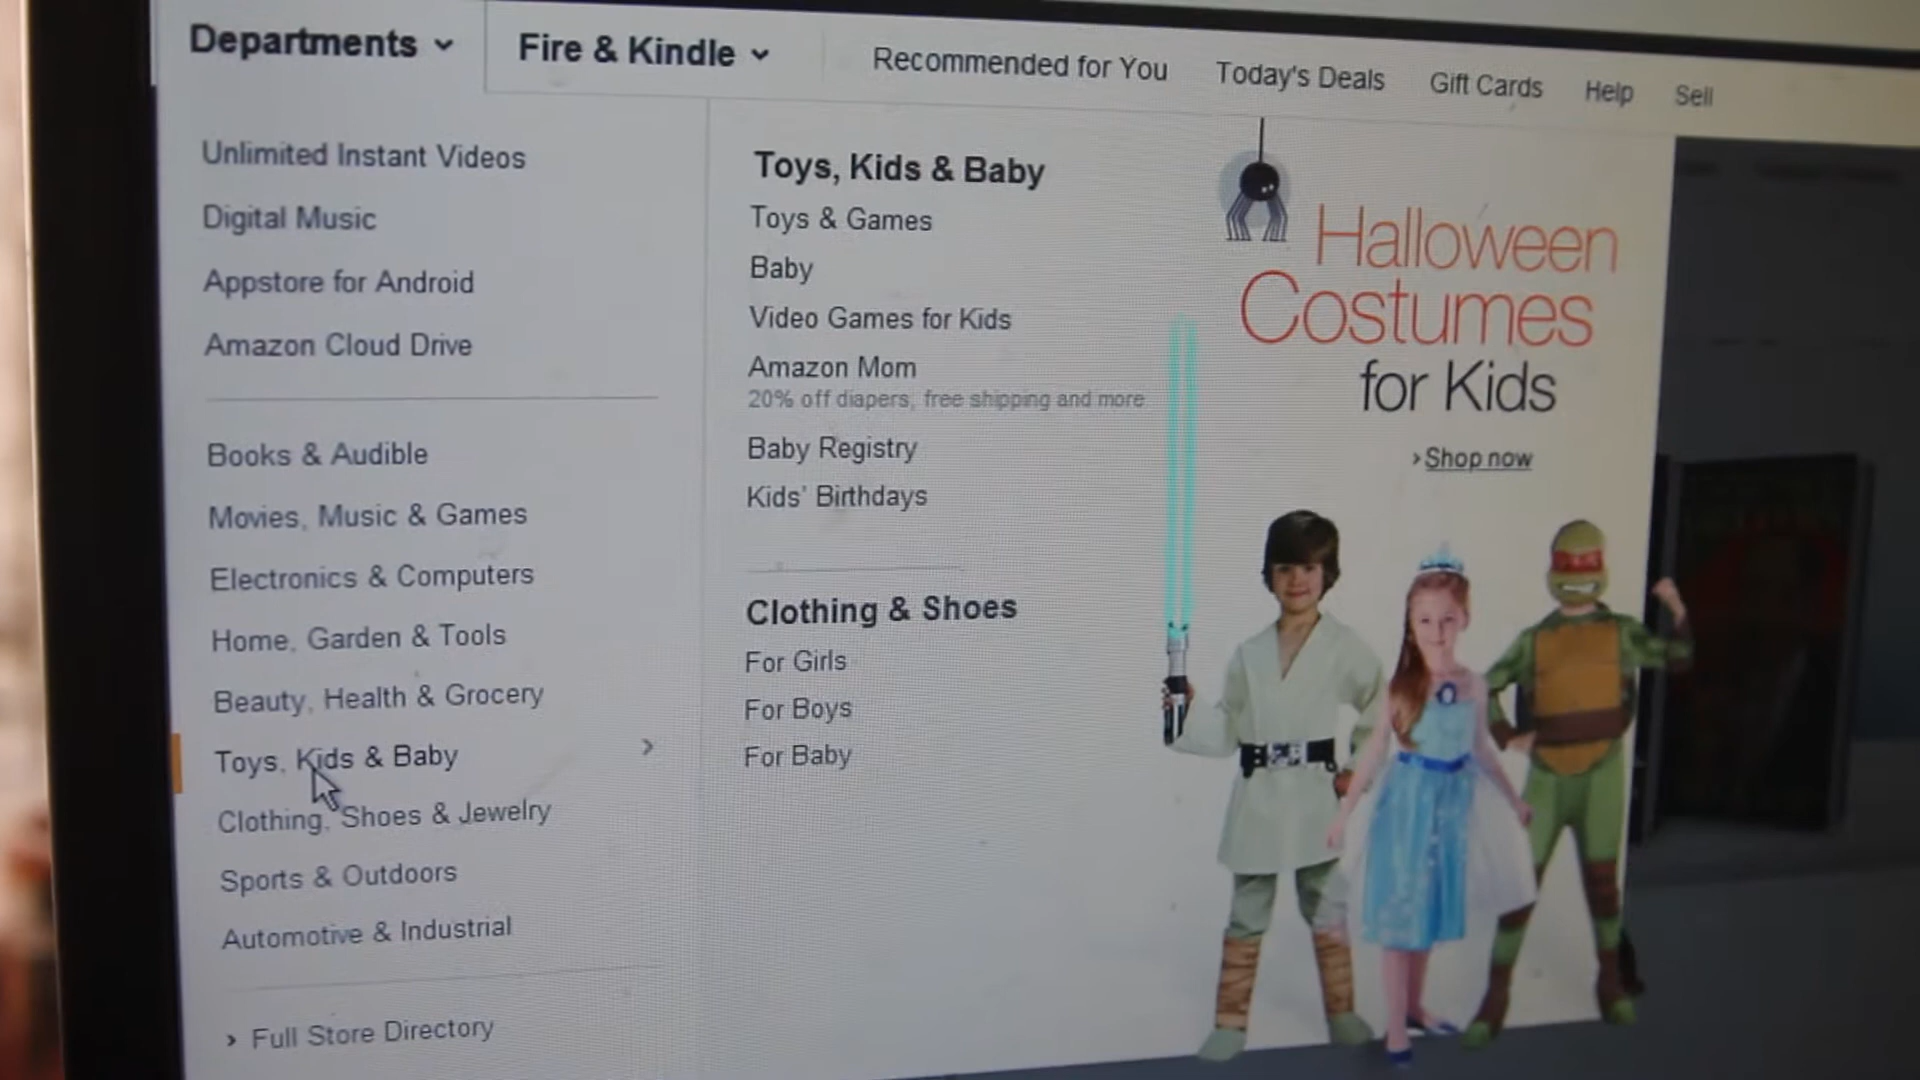 Departments
Fire & Kindle
Recommended for You
Today's Deals
Gift Cards
Help
Sell
Unlimited Instant Videos
Digital Music
Appstore for Android
Amazon Cloud Drive
Books & Audible
Movies, Music & Games
Electronics & Computers
Home, Garden & Tools
Beauty, Health & Grocery
Toys, Kids & Baby
Clothing, Shoes & Jewelry
Sports & Outdoors
Automotive & Industrial
Full Store Directory
Toys, Kids & Baby
Toys & Games
Baby
Video Games for Kids
Amazon Mom
20% off diapers, free shipping and more
Baby Registry
Kids' Birthdays
Clothing & Shoes
For Girls
For Boys
For Baby
Halloween
Costumes
for Kids
Shop now